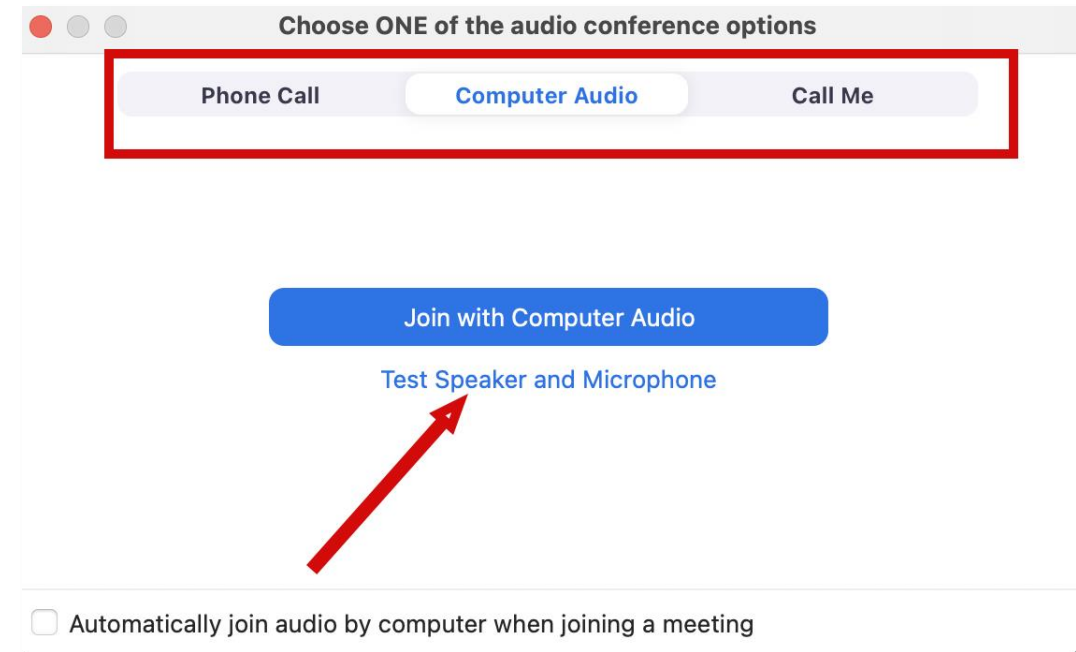 Choose ONE of the audio conference options
Phone Call Computer Audio Call Me
Join with Computer Audio
Test Speaker and Microphone
Automatically join audio by computer when joining a meeting